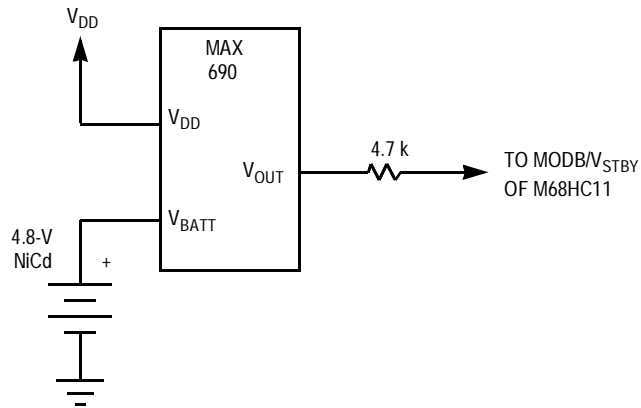 VDD
MAX
690
VDD
4.7 k
VOUT
TO MODB/VSTBY
OF M68HC11
VBATT
4.8-V
NiCd
+